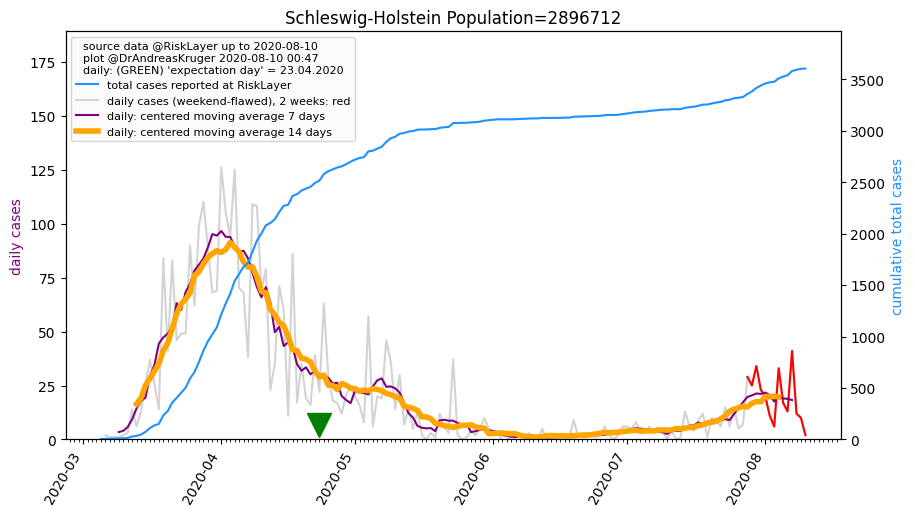 Schleswig-Holstein Population=2896712
source data @RiskLayer up to 2020-08-10
plot @DrAndreasKruger 2020-08-10 00:47
daily: (GREEN) 'expectation day' = 23.04.2020
total cases reported at RiskLayer
daily cases (weekend-flawed), 2 weeks: red
daily: centered moving average 7 days
daily: centered moving average 14 days
daily cases
175
150
125
100
75
50
25
0
cumulative total cases
3500
3000
2500
2000
1500
1000
500
0
2020-03
2020-04
2020-05
2020-06
2020-07
2020-08